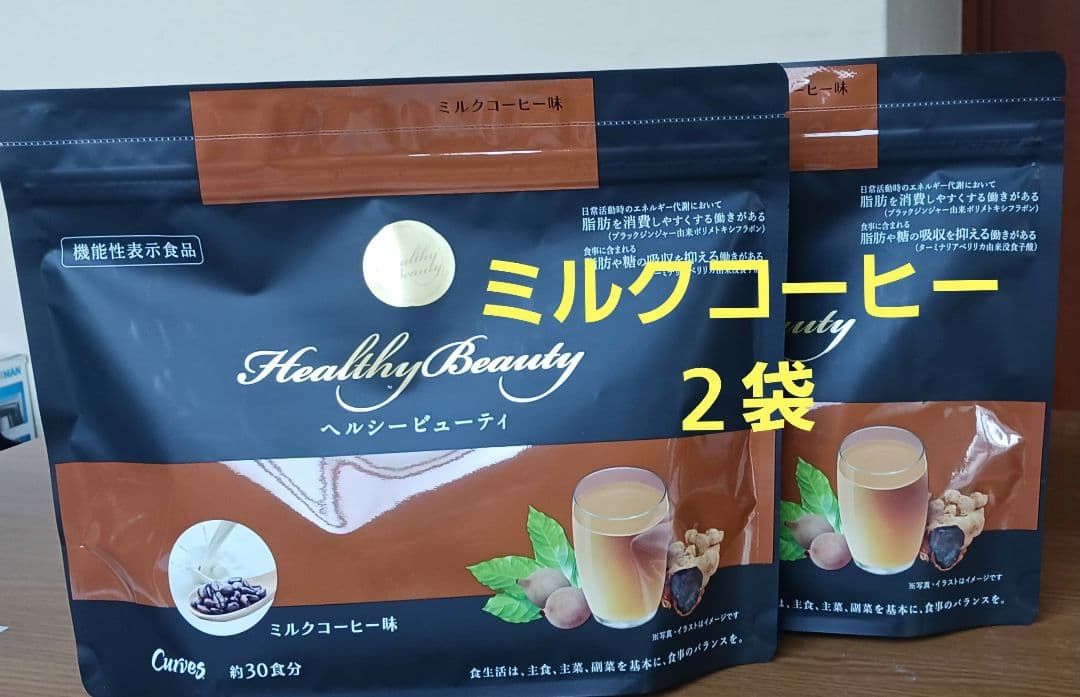 ミルクコーヒー味
機能性表示食品
日常活動時のエネルギー代謝において
脂肪を消費しやすくする働きがある
(ブラックジンジャー由来ポリメトキシフラボン)
食事に含まれる
脂肪や糖の吸収を抑える働きがある
Healthy
Beauty
Healthy Beauty
ヘルシービューティ
ミルクコーヒー味
Curves
約30食分
※写真・イラストはイメージです
食生活は、主食、主菜、副菜を基本に、食事のバランスを。
ミルクコーヒー
2袋
ーヒー味
日常活動時のエネルギー代謝において
脂肪を消費しやすくする働きがある
(ブラックジンジャー由来ポリメトキシフラボン)
食事に含まれる
脂肪や糖の吸収を抑える働きがある
(ターミナリアベリリカ由来没食子酸)
auty
※写真・イラストはイメージです
は、主食、主菜、副菜を基本に、食事のバランスを。
MAN